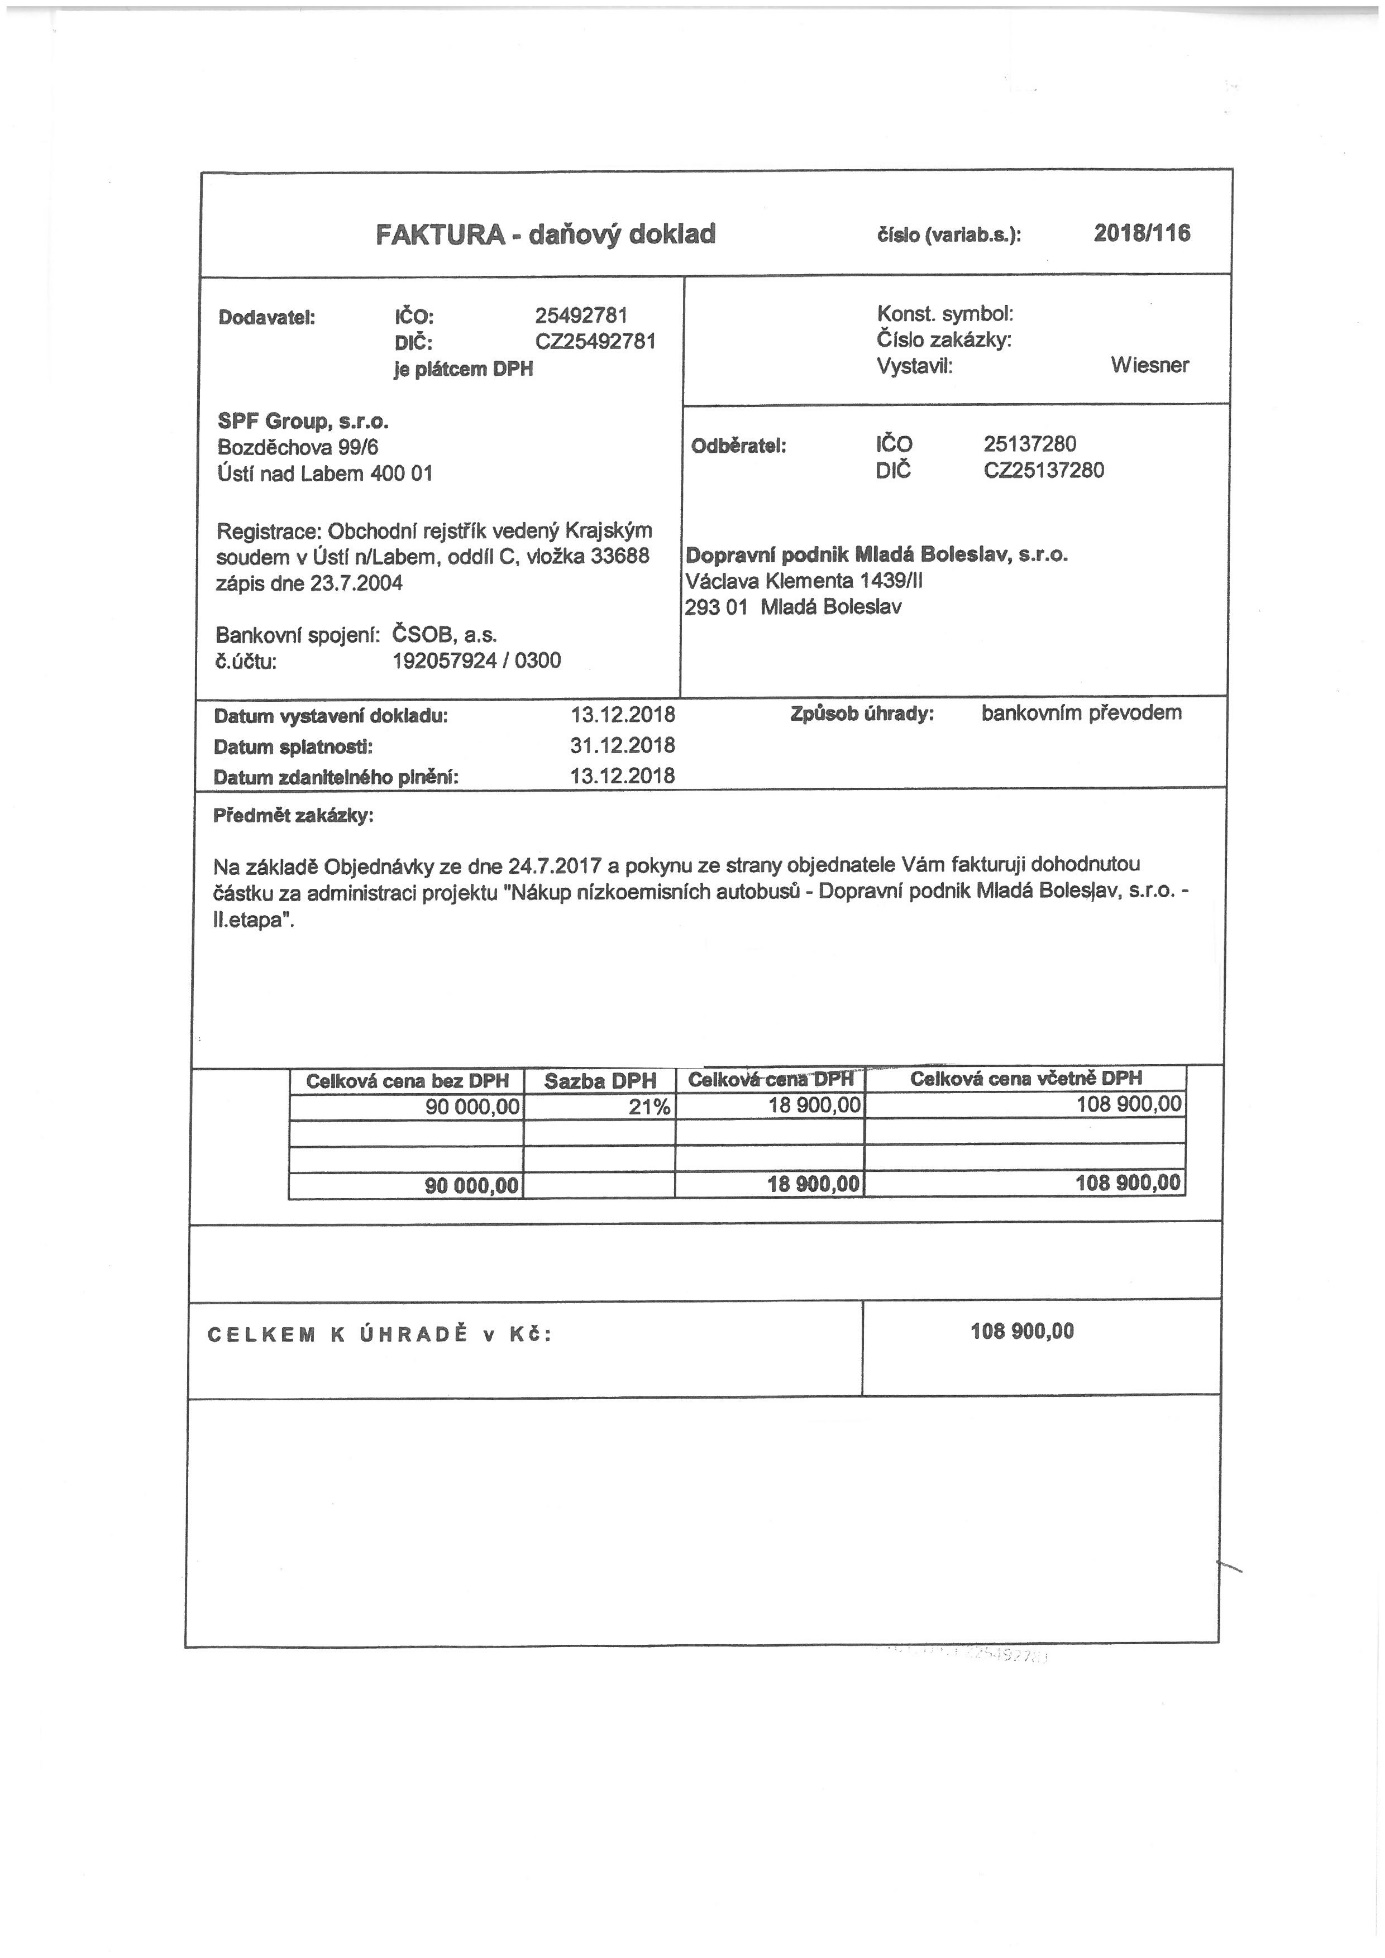 FAKTURA - daňový doklad číslo (variab.s.): 2018/116
Dodavatel: IČO: 25492781
DIČ: CZ25492781
je plátcem DPH
Konst. symbol:
Číslo zakázky:
Vystavil: Wiesner
SPF Group, s.r.o.
Bozděchova 99/6
Ústí nad Labem 400 01
Odběratel: IČO 25137280
DIČ CZ25137280
Registrace: Obchodní rejstřík vedený Krajským
soudem v Ústí n/Labem, oddíl C, vložka 33688
zápis dne 23.7.2004
Dopravní podnik Mladá Boleslav, s.r.o.
Václava Klementa 1439/II
293 01 Mladá Boleslav
Bankovní spojení: ČSOB, a.s.
č.účtu: 192057924 / 0300
Datum vystavení dokladu: 13.12.2018 Způsob úhrady: bankovním převodem
Datum splatnosti: 31.12.2018
Datum zdanitelného plnění: 13.12.2018
Předmět zakázky:
Na základě Objednávky ze dne 24.7.2017 a pokynu ze strany objednatele Vám fakturuji dohodnutou
částku za administraci projektu "Nákup nízkoemisních autobusů - Dopravní podnik Mladá Boleslav, s.r.o. -
II.etapa".
Celková cena bez DPH Sazba DPH Celková cena DPH Celková cena včetně DPH
90 000,00 21% 18 900,00 108 900,00
90 000,00 18 900,00 108 900,00
CELKEM K ÚHRADĚ v Kč: 108 900,00